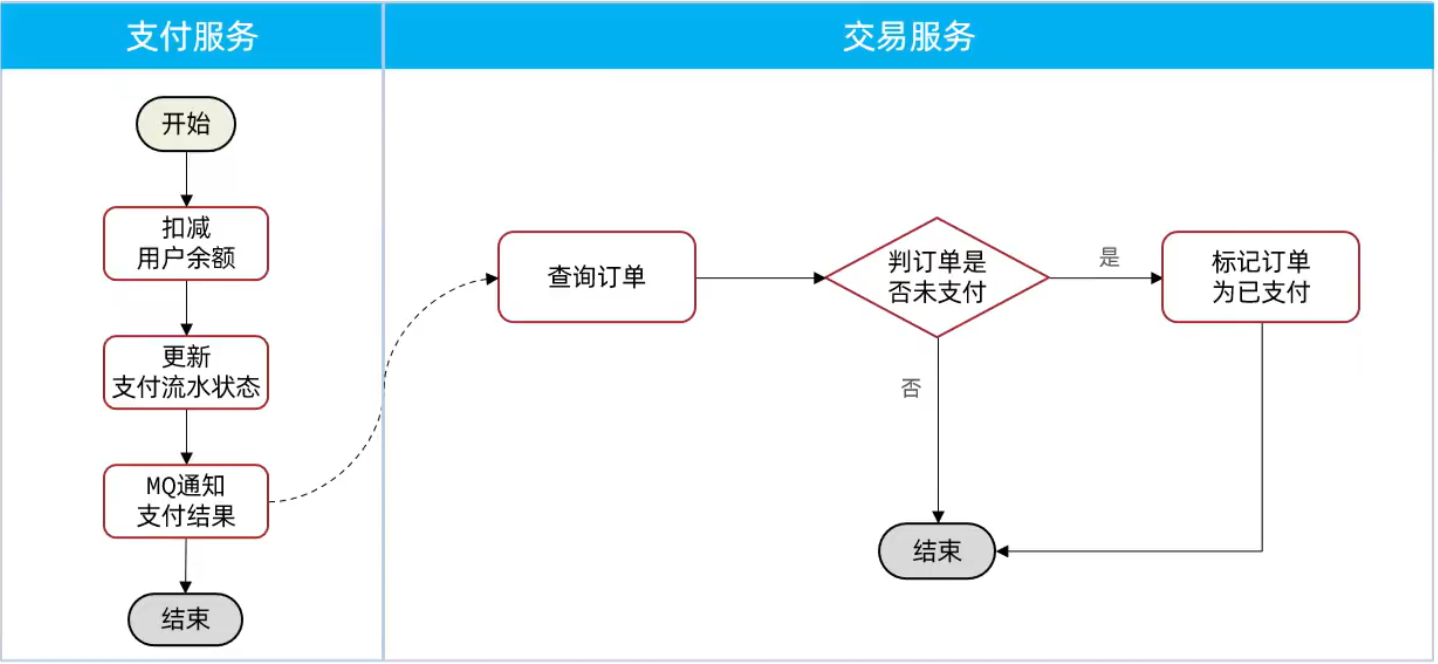 支付服务
交易服务
开始
扣减
用户余额
更新
支付流水状态
MQ通知
支付结果
结束
查询订单
判订单是
否未支付
是
标记订单
为已支付
否
结束